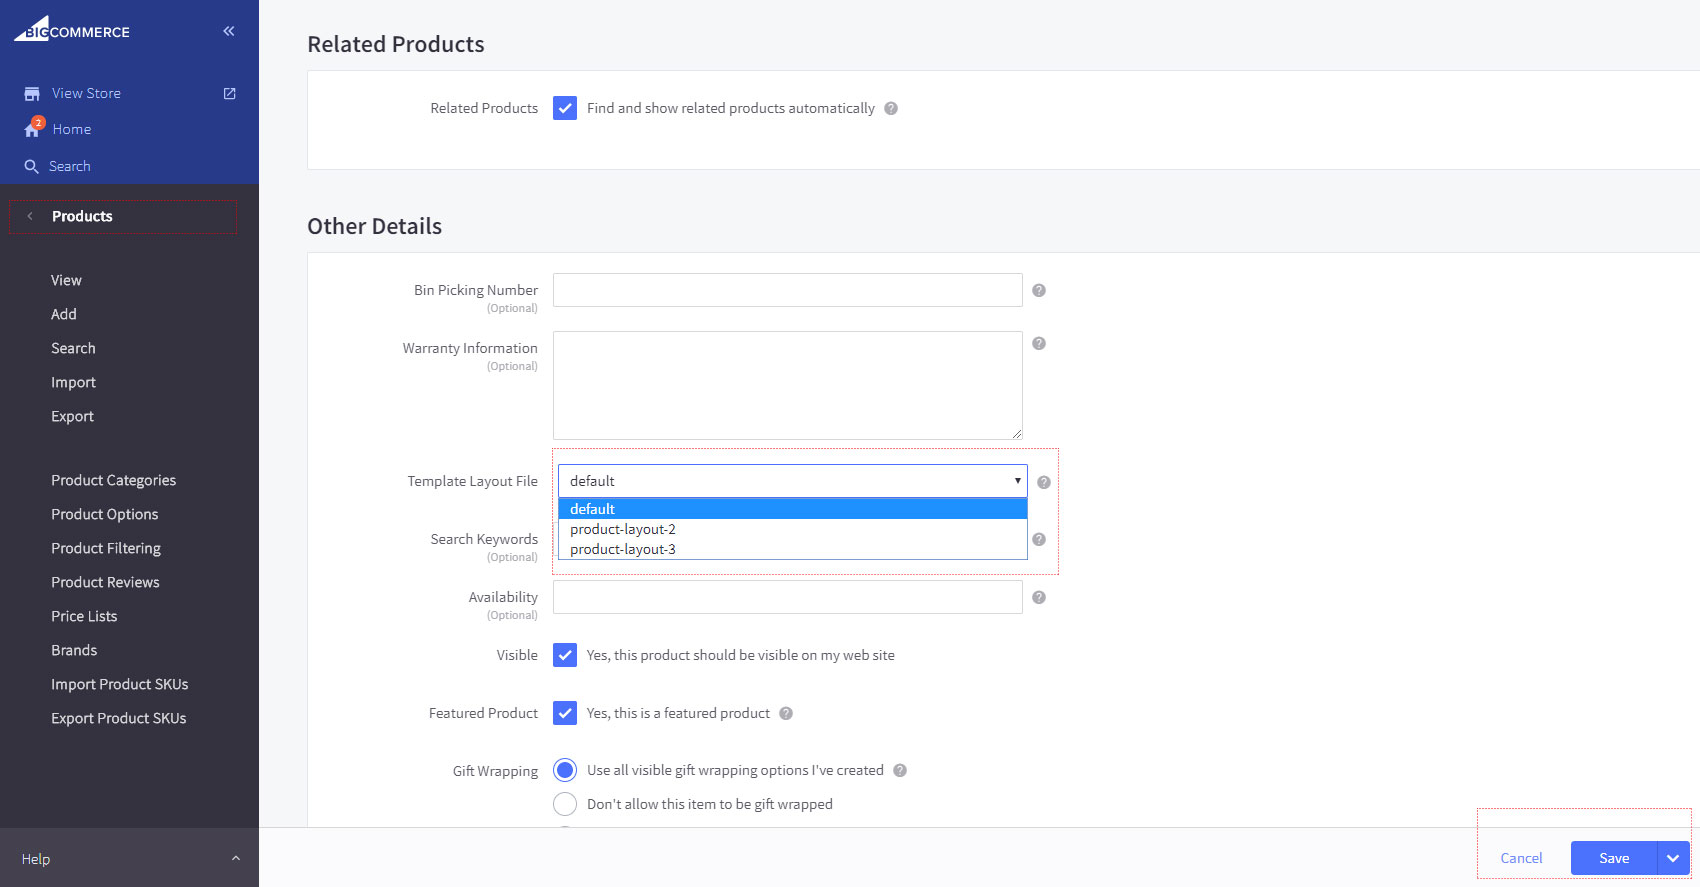 BIGCOMMERCE
View Store
2
Home
Search
Products
View
Add
Search
Import
Export
Product Categories
Product Options
Product Filtering
Product Reviews
Price Lists
Brands
Import Product SKUs
Export Product SKUs
Help
Related Products
Related Products Find and show related products automatically ?
Other Details
Bin Picking Number ?
(Optional)
Warranty Information ?
(Optional)
Template Layout File default ?
default
product-layout-2
product-layout-3
Search Keywords ?
(Optional)
Availability ?
(Optional)
Visible Yes, this product should be visible on my web site
Featured Product Yes, this is a featured product ?
Gift Wrapping Use all visible gift wrapping options I've created ?
Don't allow this item to be gift wrapped
Cancel Save